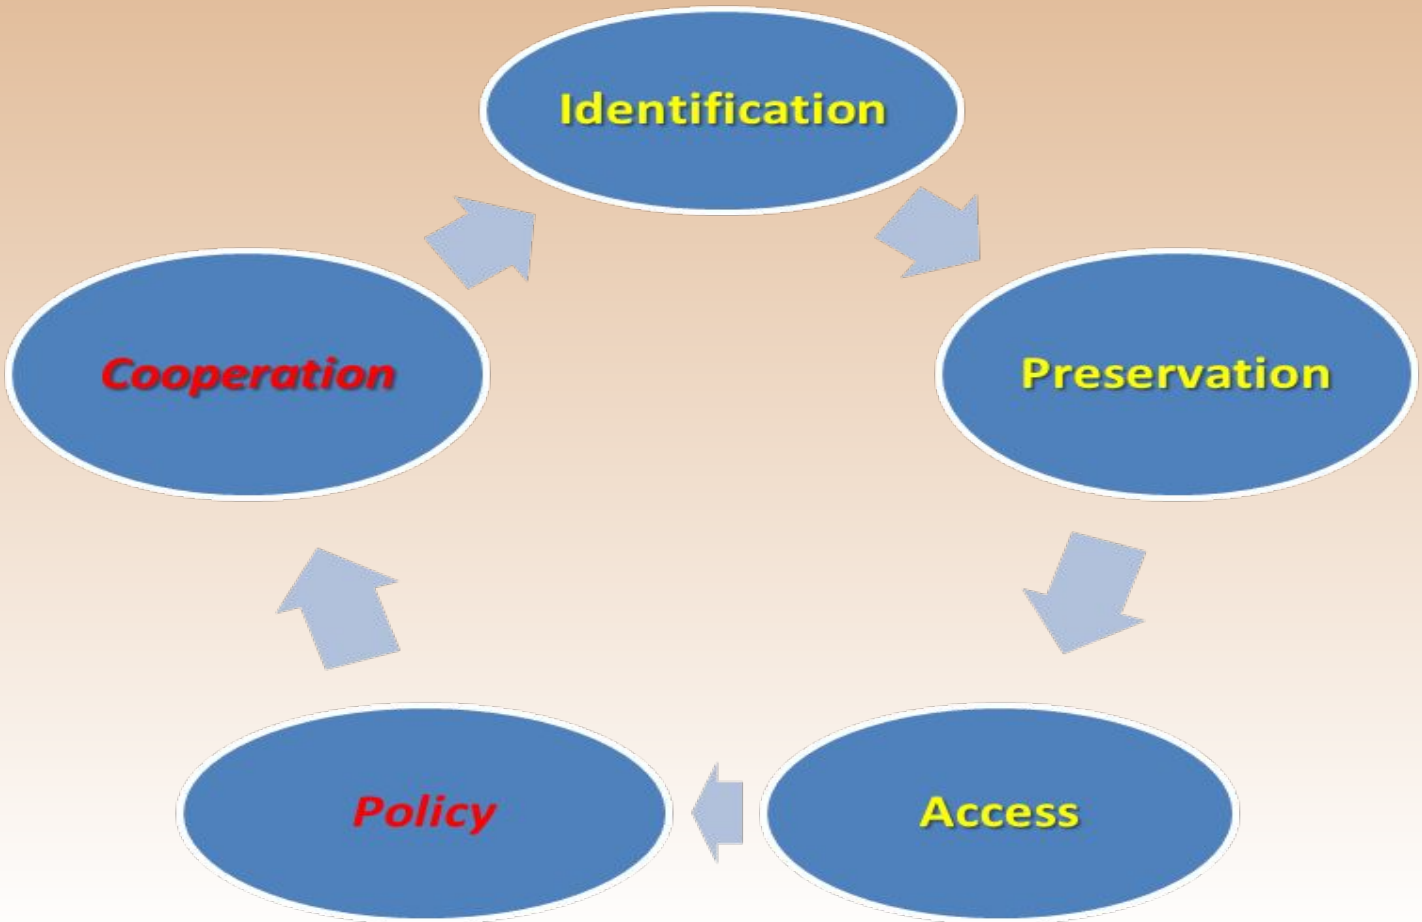 Identification
Preservation
Access
Policy
Cooperation